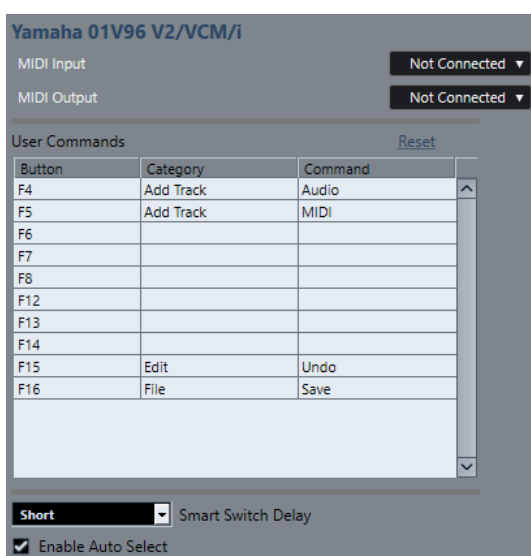 Yamaha 01V96 V2/VCM/i
MIDI Input Not Connected
MIDI Output Not Connected
User Commands Reset
Button Category Command
F4 Add Track Audio
F5 Add Track MIDI
F6
F7
F8
F12
F13
F14
F15 Edit Undo
F16 File Save
Short Smart Switch Delay
Enable Auto Select